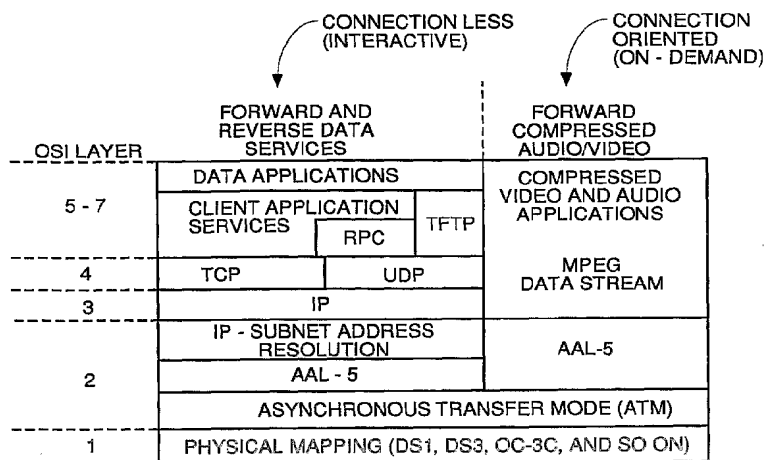 CONNECTION LESS
(INTERACTIVE)
CONNECTION
ORIENTED
(ON - DEMAND)
OSI LAYER
FORWARD AND
REVERSE DATA
SERVICES
FORWARD
COMPRESSED
AUDIO/VIDEO
5 - 7
DATA APPLICATIONS
CLIENT APPLICATION
SERVICES
RPC
TFTP
COMPRESSED
VIDEO AND AUDIO
APPLICATIONS
4
TCP
UDP
MPEG
DATA STREAM
3
IP
2
IP - SUBNET ADDRESS
RESOLUTION
AAL - 5
AAL-5
ASYNCHRONOUS TRANSFER MODE (ATM)
1
PHYSICAL MAPPING (DS1, DS3, OC-3C, AND SO ON)